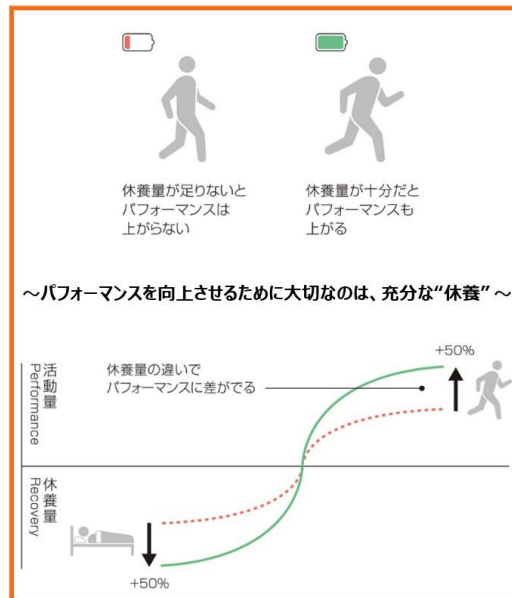 休養量が足りないと
パフォーマンスは
上がらない
休養量が十分だと
パフォーマンスも
上がる
～パフォーマンスを向上させるために大切なのは、充分な“休養”～
活動量
Performance
休養量の違いで
パフォーマンスに差がでる
+50%
休養量
Recovery
+50%